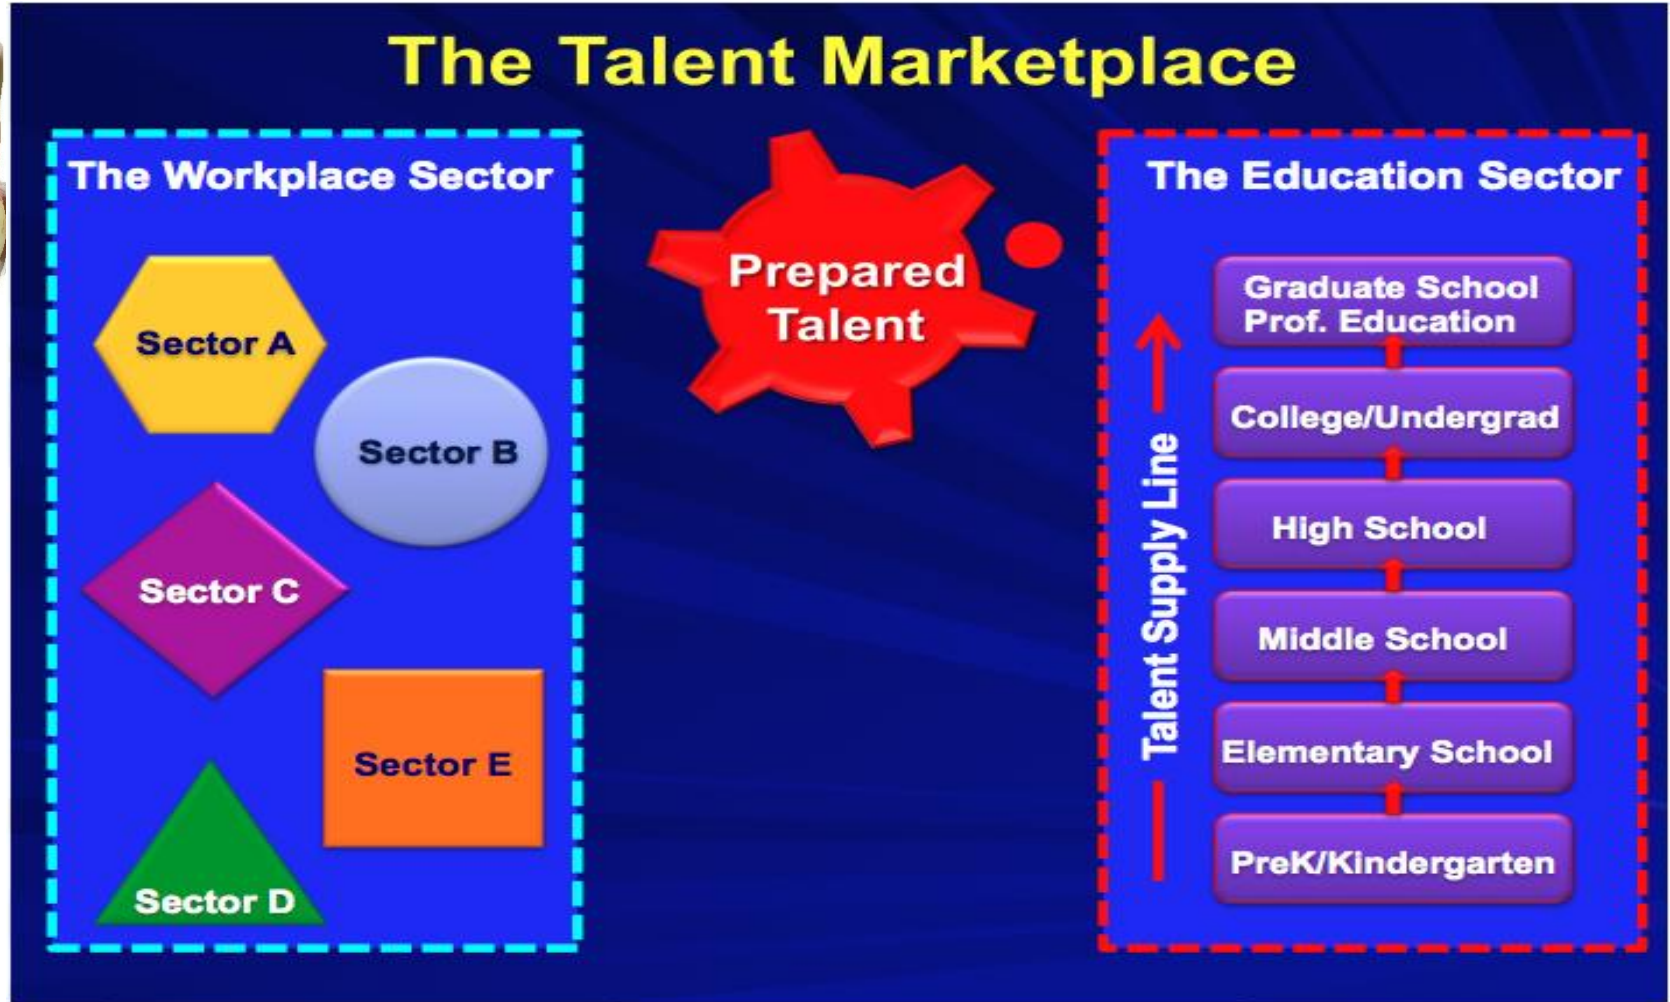 The Talent Marketplace
The Workplace Sector
Sector A
Sector B
Sector C
Sector E
Sector D
Prepared
Talent
The Education Sector
Talent Supply Line
Graduate School
Prof. Education
College/Undergrad
High School
Middle School
Elementary School
PreK/Kindergarten